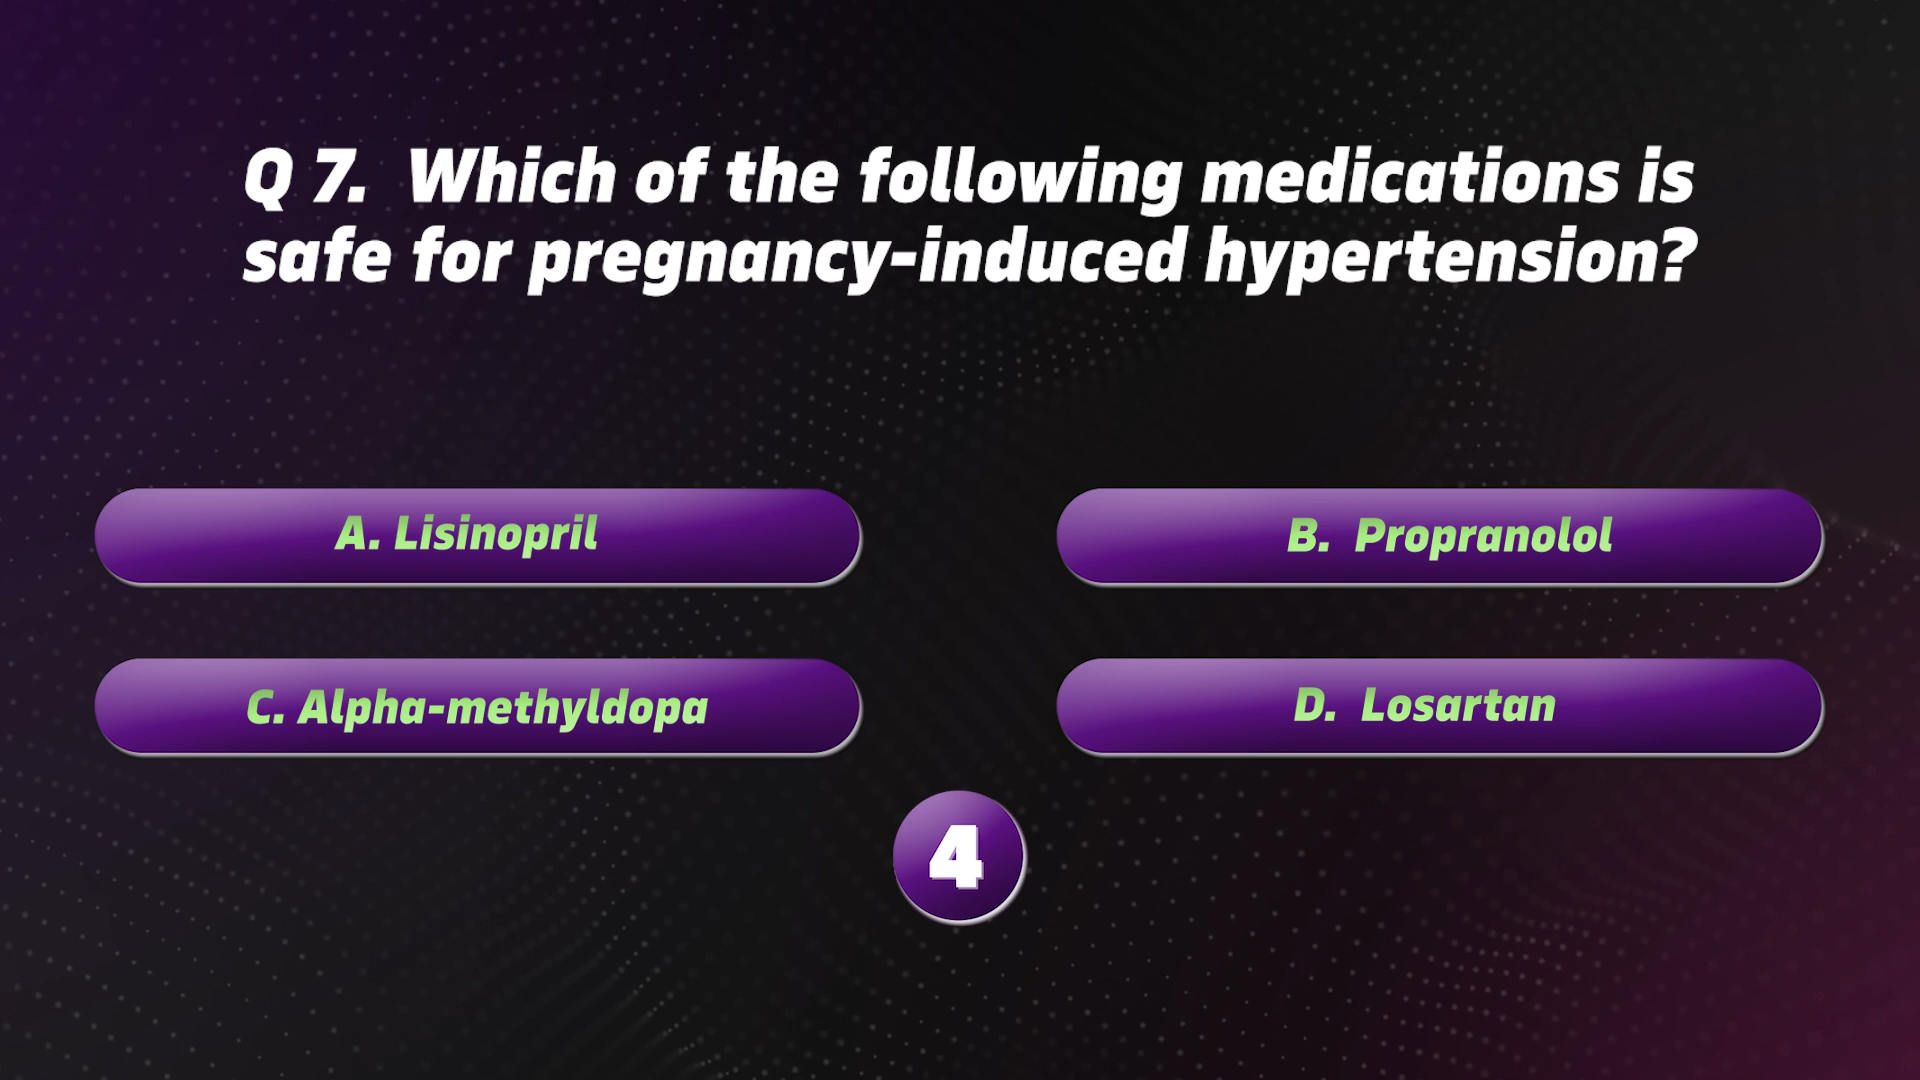 Q 7. Which of the following medications is
safe for pregnancy-induced hypertension?
A. Lisinopril
B. Propranolol
C. Alpha-methyldopa
D. Losartan
4